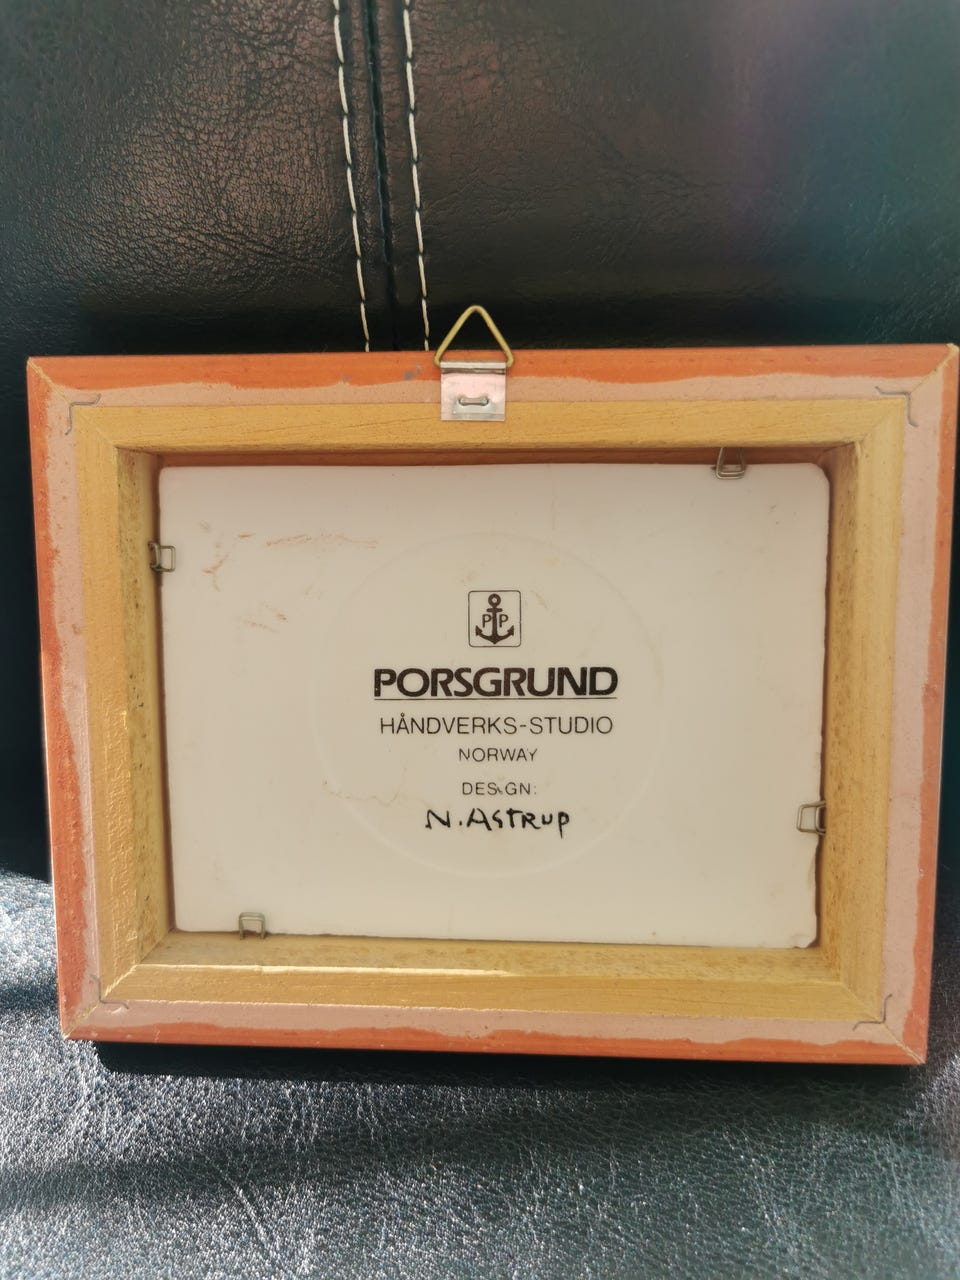 PP
PORSGRUND
HÅNDVERKS-STUDIO
NORWAY
DESIGN:
N. ASTRUP